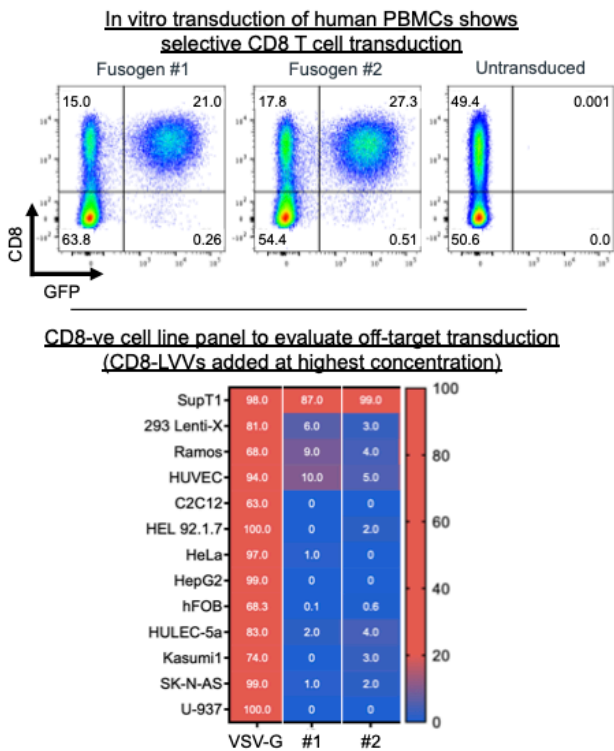 In vitro transduction of human PBMCs shows
selective CD8 T cell transduction
Fusogen #1 Fusogen #2 Untransduced
15.0 21.0 17.8 27.3 49.4 0.001
63.8 0.26 54.4 0.51 50.6 0.0
CD8
GFP
CD8-ve cell line panel to evaluate off-target transduction
(CD8-LVVs added at highest concentration)
SupT1 98.0 87.0 99.0 100
293 Lenti-X 81.0 6.0 3.0
Ramos 68.0 9.0 4.0 80
HUVEC 94.0 10.0 5.0
C2C12 63.0 0 0
HEL 92.1.7 100.0 0 2.0 60
HeLa 97.0 1.0 0
HepG2 99.0 0 0 40
hFOB 68.3 0.1 0.6
HULEC-5a 83.0 2.0 4.0
Kasumi1 74.0 0 3.0 20
SK-N-AS 99.0 1.0 2.0
U-937 100.0 0 0 0
VSV-G #1 #2